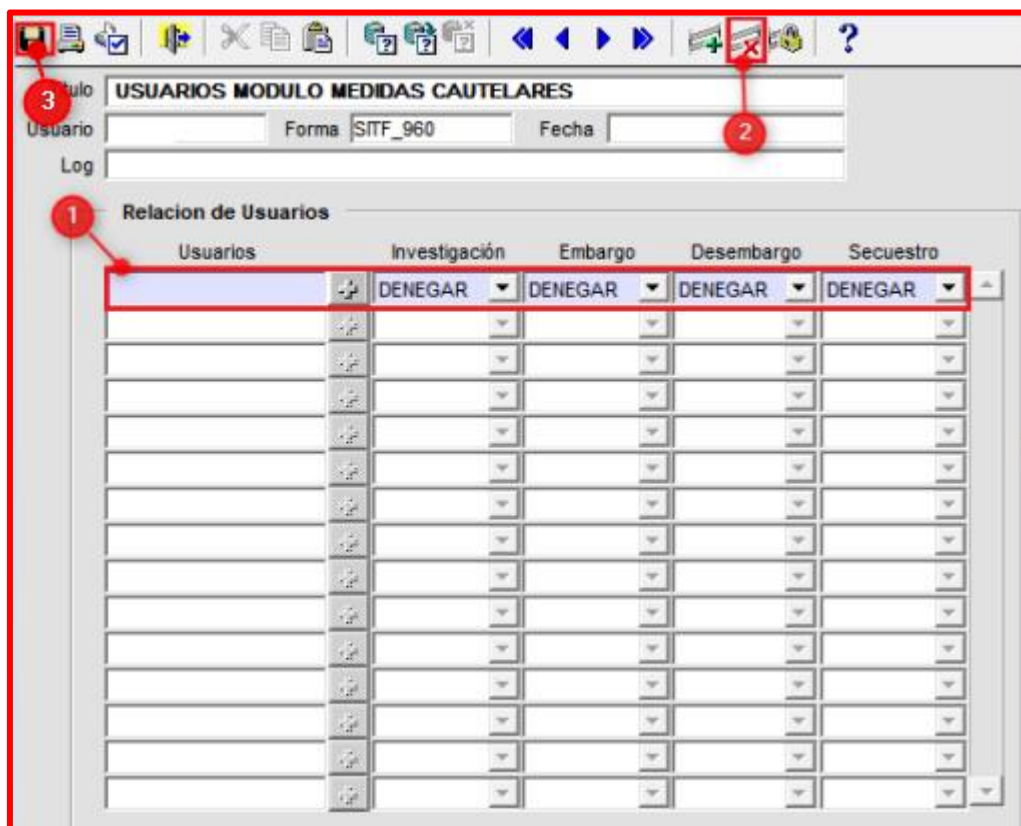 ?
3
tulo USUARIOS MODULO MEDIDAS CAUTELARES
Usuario Forma SITF_960 Fecha
2
Log
1
Relacion de Usuarios
Usuarios Investigación Embargo Desembargo Secuestro
DENEGAR DENEGAR DENEGAR DENEGAR